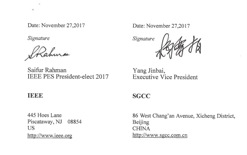 Date: November 27,2017
Signature
SRahman
Saifur Rahman
IEEE PES President-elect 2017
IEEE
445 Hoes Lane
Piscataway, NJ 08854
US
http://www.ieee.org
Date: November 27,2017
Signature
Yang Jinbai,
Executive Vice President
SGCC
86 West Chang'an Avenue, Xicheng District,
Beijing
CHINA
http://www.sgcc.com.cn